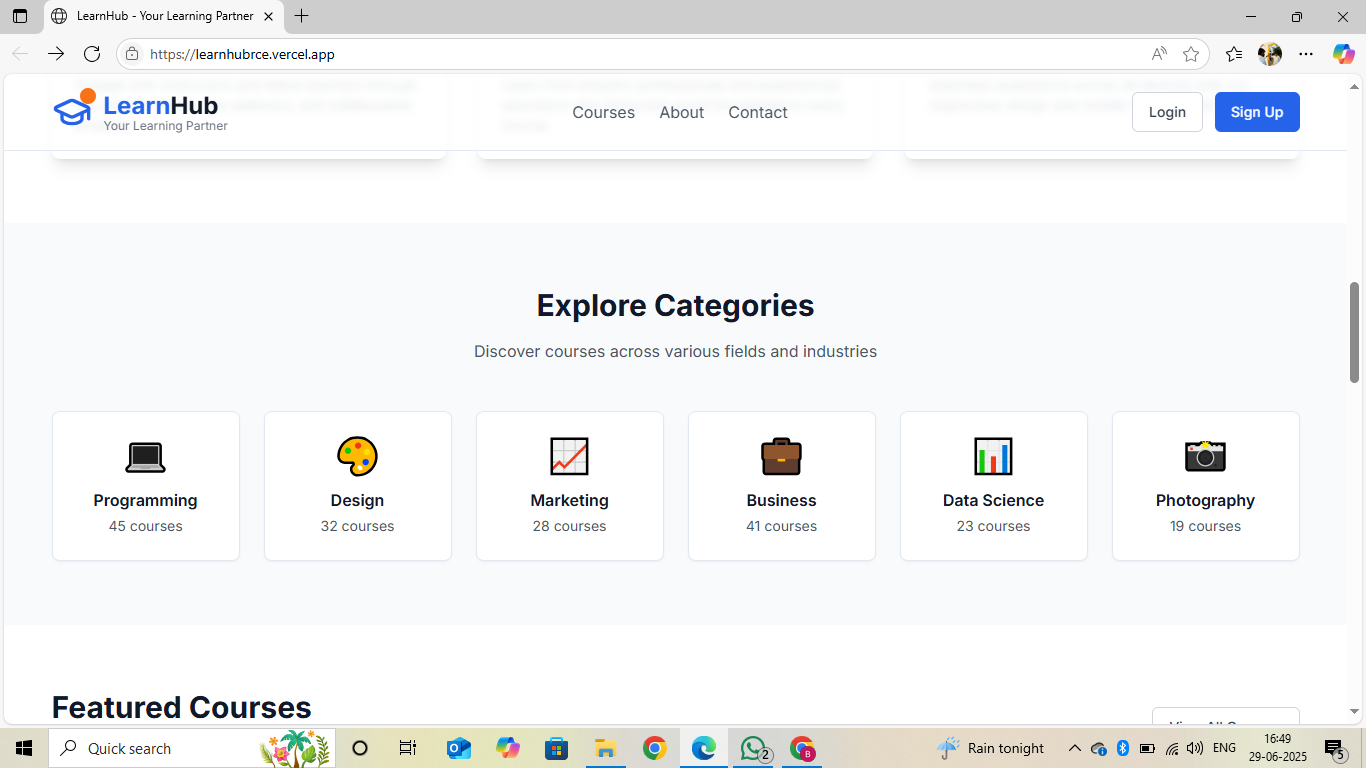 LearnHub - Your Learning Partner
https://learnhubrce.vercel.app
LearnHub
Your Learning Partner
Courses About Contact
Login Sign Up
Explore Categories
Discover courses across various fields and industries
Programming
45 courses
Design
32 courses
Marketing
28 courses
Business
41 courses
Data Science
23 courses
Photography
19 courses
Featured Courses
Quick search
2
B
Rain tonight
ENG
16:49
29-06-2025
5